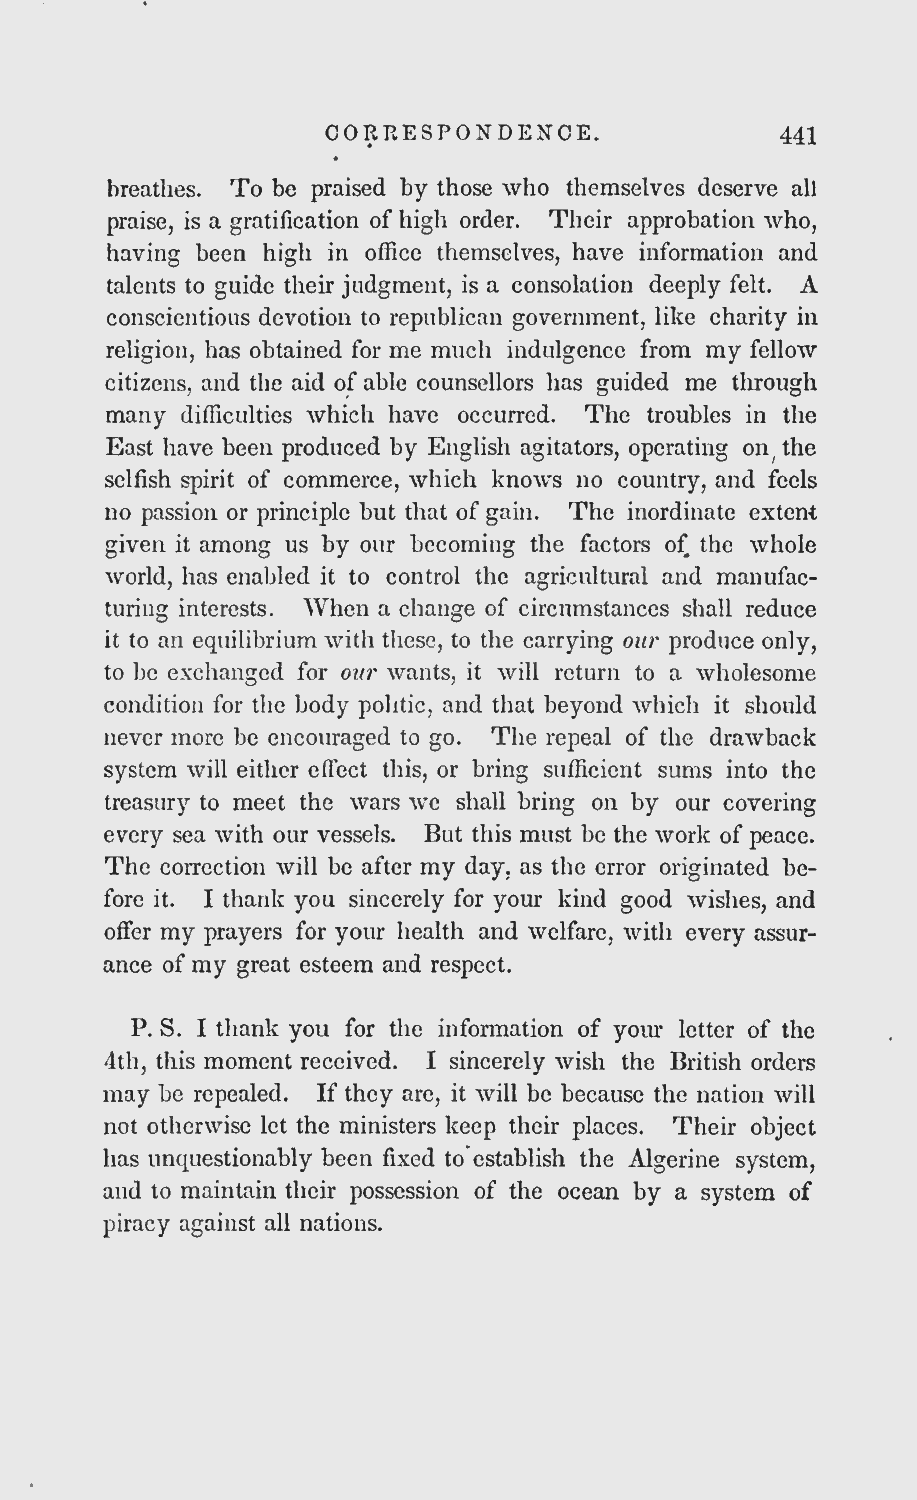 CORRESPONDENCE. 441
breathes. To be praised by those who themselves deserve all
praise, is a gratification of high order. Their approbation who,
having been high in office themselves, have information and
talents to guide their judgment, is a consolation deeply felt. A
conscientious devotion to republican government, like charity in
religion, has obtained for me much indulgence from my fellow
citizens, and the aid of able counsellors has guided me through
many difficulties which have occurred. The troubles in the
East have been produced by English agitators, operating on the
selfish spirit of commerce, which knows no country, and feels
no passion or principle but that of gain. The inordinate extent
given it among us by our becoming the factors of the whole
world, has enabled it to control the agricultural and manufac-
turing interests. When a change of circumstances shall reduce
it to an equilibrium with these, to the carrying our produce only,
to be exchanged for our wants, it will return to a wholesome
condition for the body politic, and that beyond which it should
never more be encouraged to go. The repeal of the drawback
system will either effect this, or bring sufficient sums into the
treasury to meet the wars we shall bring on by our covering
every sea with our vessels. But this must be the work of peace.
The correction will be after my day, as the error originated be-
fore it. I thank you sincerely for your kind good wishes, and
offer my prayers for your health and welfare, with every assur-
ance of my great esteem and respect.
P. S. I thank you for the information of your letter of the
4th, this moment received. I sincerely wish the British orders
may be repealed. If they are, it will be because the nation will
not otherwise let the ministers keep their places. Their object
has unquestionably been fixed to establish the Algerine system,
and to maintain their possession of the ocean by a system of
piracy against all nations.